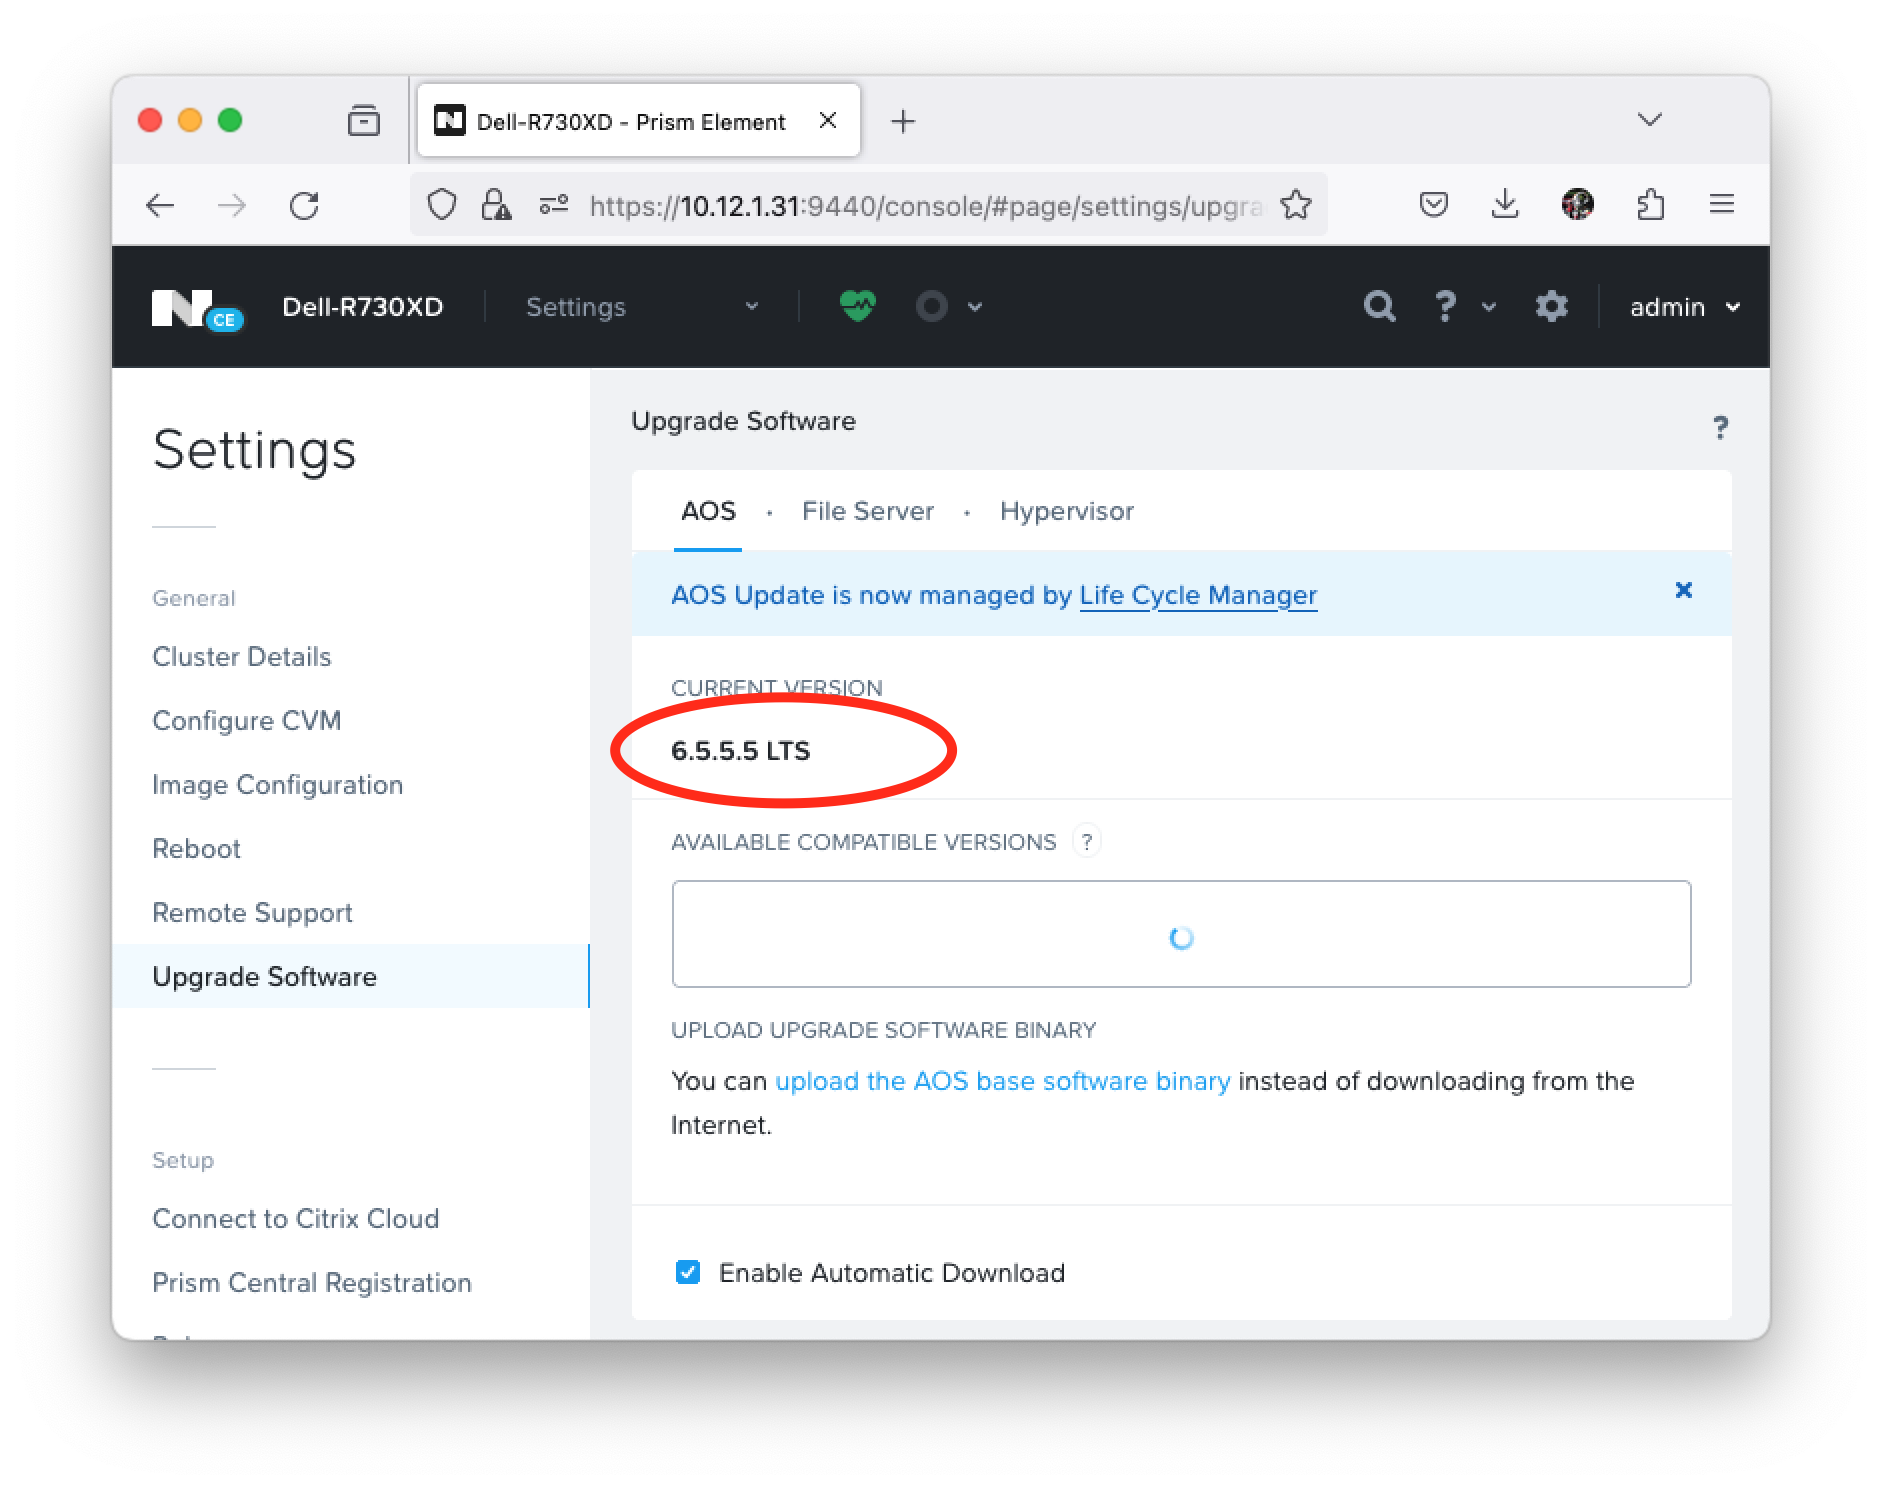 Dell-R730XD - Prism Element
https://10.12.1.31:9440/console/#page/settings/upgra
CE
Dell-R730XD
Settings
?
admin
Settings
General
Cluster Details
Configure CVM
Image Configuration
Reboot
Remote Support
Upgrade Software
Setup
Connect to Citrix Cloud
Prism Central Registration
Upgrade Software
?
AOS · File Server · Hypervisor
AOS Update is now managed by Life Cycle Manager
CURRENT VERSION
6.5.5.5 LTS
AVAILABLE COMPATIBLE VERSIONS ?
UPLOAD UPGRADE SOFTWARE BINARY
You can upload the AOS base software binary instead of downloading from the
Internet.
Enable Automatic Download